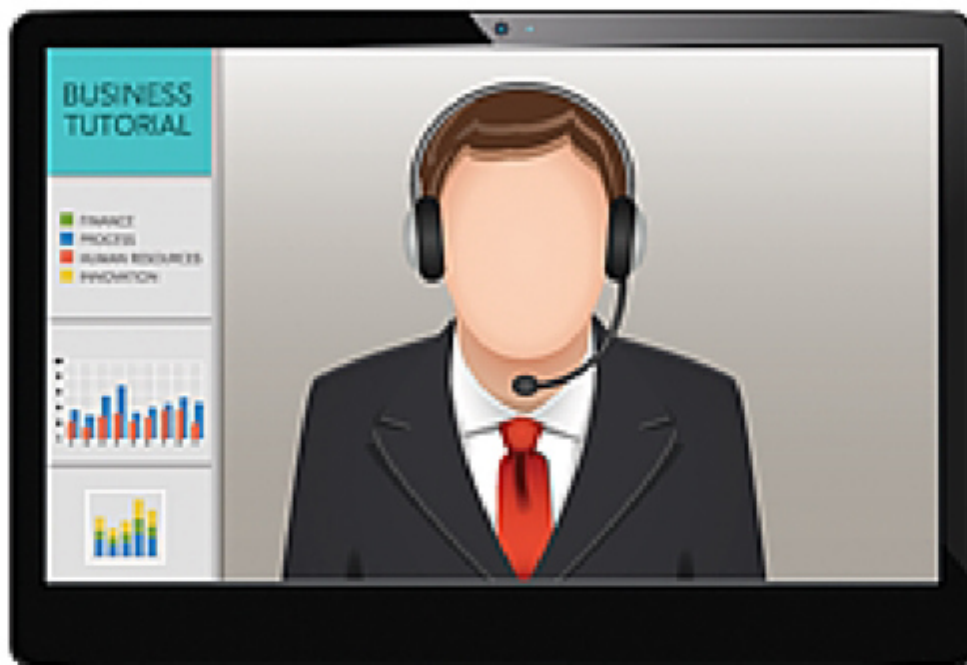 BUSINESS
TUTORIAL
FINANCE
PROCESS
HUMAN RESOURCES
INNOVATION